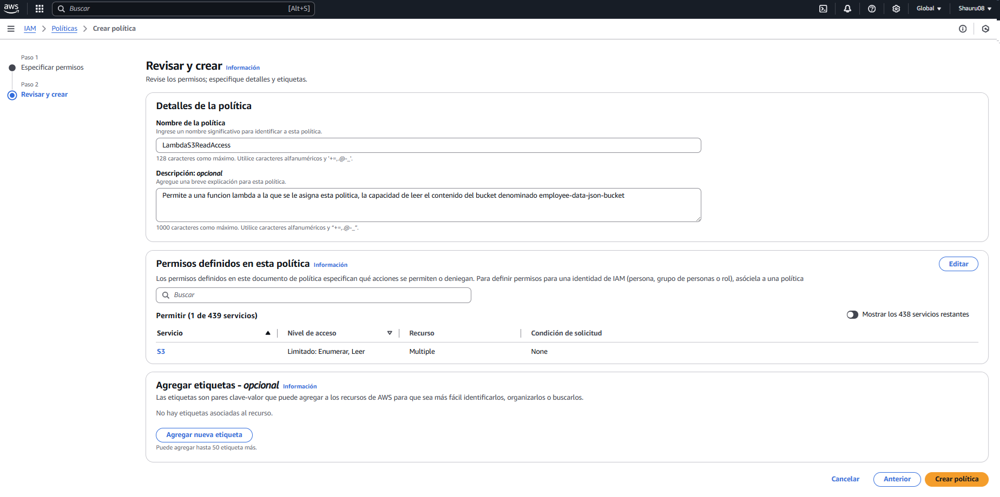 aws
Buscar [Alt+S]
Global Shauru08
IAM > Políticas > Crear política
Paso 1
Especificar permisos
Paso 2
Revisar y crear
Revisar y crear Información
Revise los permisos; especifique detalles y etiquetas.
Detalles de la política
Nombre de la política
Ingrese un nombre significativo para identificar a esta política.
LambdaS3ReadAccess
128 caracteres como máximo. Utilice caracteres alfanuméricos y '+=,.@-_'.
Descripción: opcional
Agregue una breve explicación para esta política.
Permite a una funcion lambda a la que se le asigna esta politica, la capacidad de leer el contenido del bucket denominado employee-data-json-bucket
1000 caracteres como máximo. Utilice caracteres alfanuméricos y "+=,.@-_".
Permisos definidos en esta política Información
Editar
Los permisos definidos en este documento de política especifican qué acciones se permiten o deniegan. Para definir permisos para una identidad de IAM (persona, grupo de personas o rol), asóciela a una política
Buscar
Permitir (1 de 439 servicios)
Mostrar los 438 servicios restantes
Servicio Nivel de acceso Recurso Condición de solicitud
S3 Limitado: Enumerar, Leer Multiple None
Agregar etiquetas - opcional Información
Las etiquetas son pares clave-valor que puede agregar a los recursos de AWS para que sea más fácil identificarlos, organizarlos o buscarlos.
No hay etiquetas asociadas al recurso.
Agregar nueva etiqueta
Puede agregar hasta 50 etiqueta más.
Cancelar Anterior Crear política